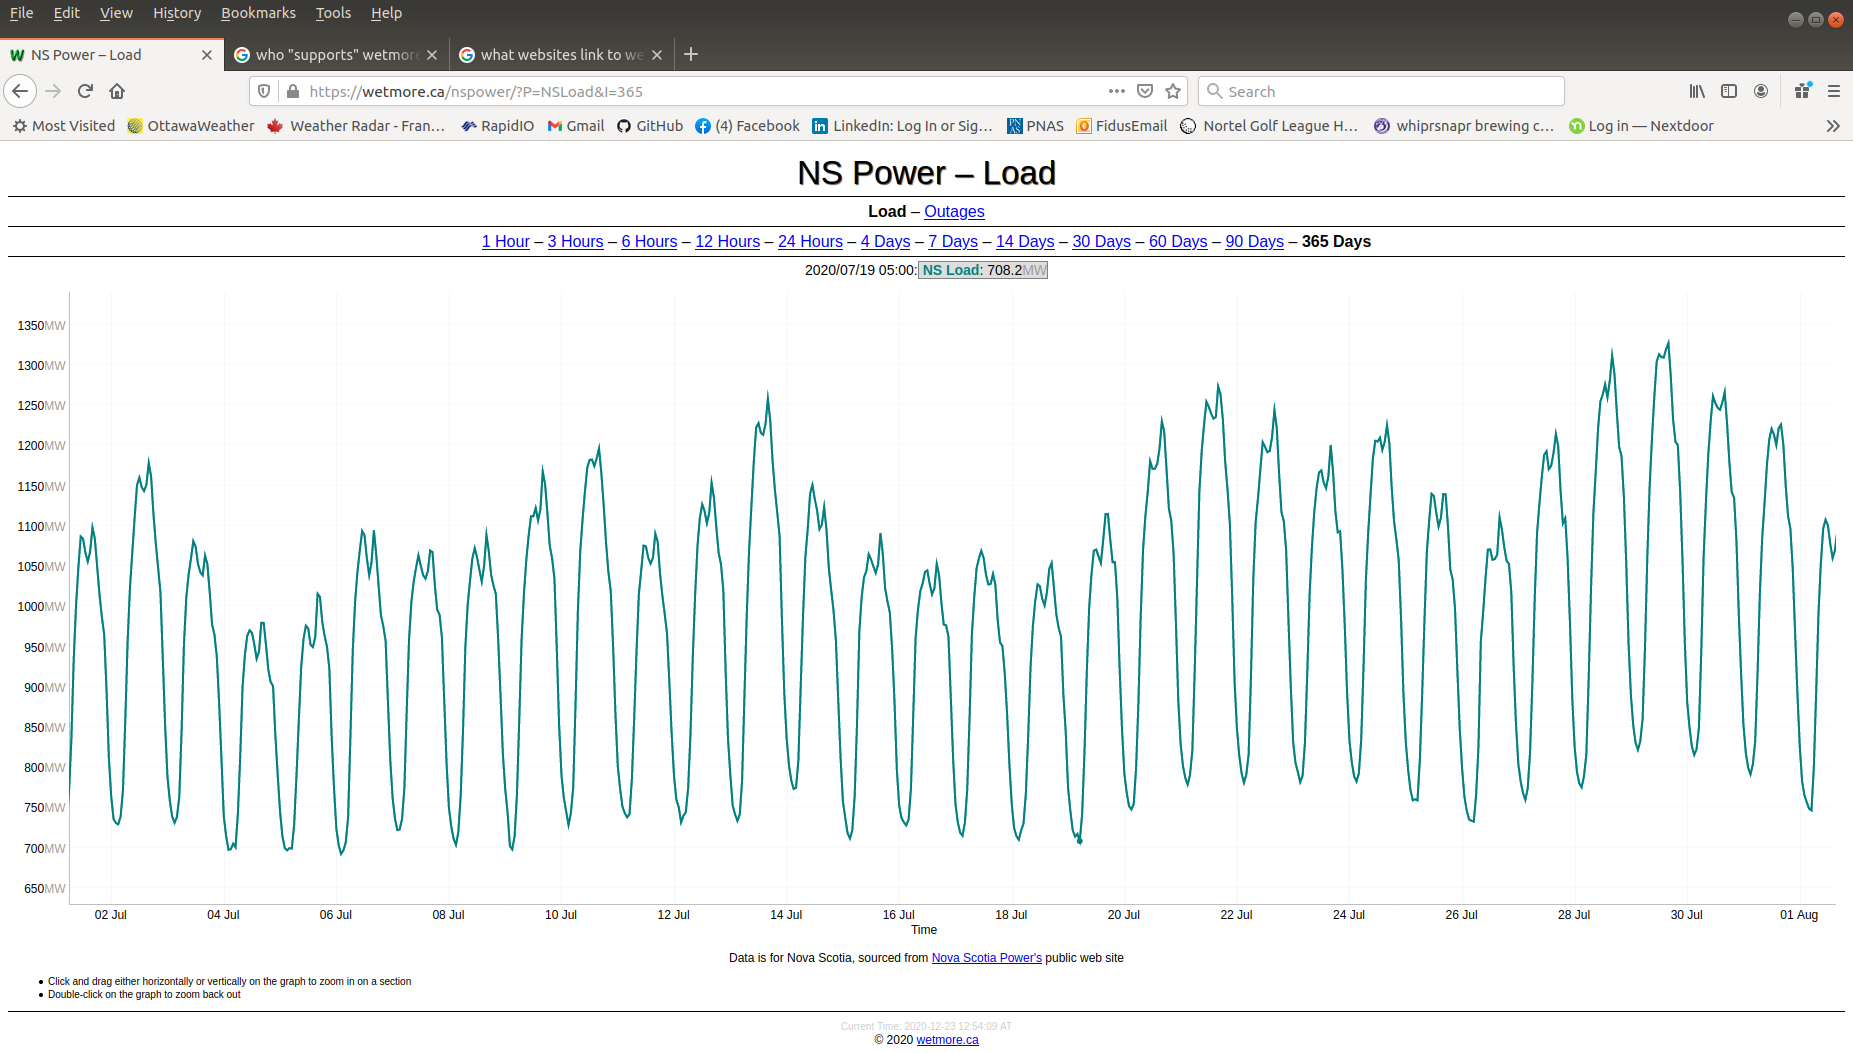 File Edit View History Bookmarks Tools Help
NS Power – Load
who "supports" wetmore
what websites link to we
https://wetmore.ca/nspower/?P=NSLoad&I=365
Search
Most Visited OttawaWeather Weather Radar - Fran… RapidIO Gmail GitHub (4) Facebook LinkedIn: Log In or Sig… PNAS FidusEmail Nortel Golf League H… whiprsnapr brewing c… Log in — Nextdoor
NS Power – Load
Load – Outages
1 Hour – 3 Hours – 6 Hours – 12 Hours – 24 Hours – 4 Days – 7 Days – 14 Days – 30 Days – 60 Days – 90 Days – 365 Days
2020/07/19 05:00: NS Load: 708.2MW
1350MW
1300MW
1250MW
1200MW
1150MW
1100MW
1050MW
1000MW
950MW
900MW
850MW
800MW
750MW
700MW
650MW
02 Jul 04 Jul 06 Jul 08 Jul 10 Jul 12 Jul 14 Jul 16 Jul 18 Jul 20 Jul 22 Jul 24 Jul 26 Jul 28 Jul 30 Jul 01 Aug
Time
Data is for Nova Scotia, sourced from Nova Scotia Power's public web site
• Click and drag either horizontally or vertically on the graph to zoom in on a section
• Double-click on the graph to zoom back out
Current Time: 2020-12-23 12:54:09 AT
© 2020 wetmore.ca